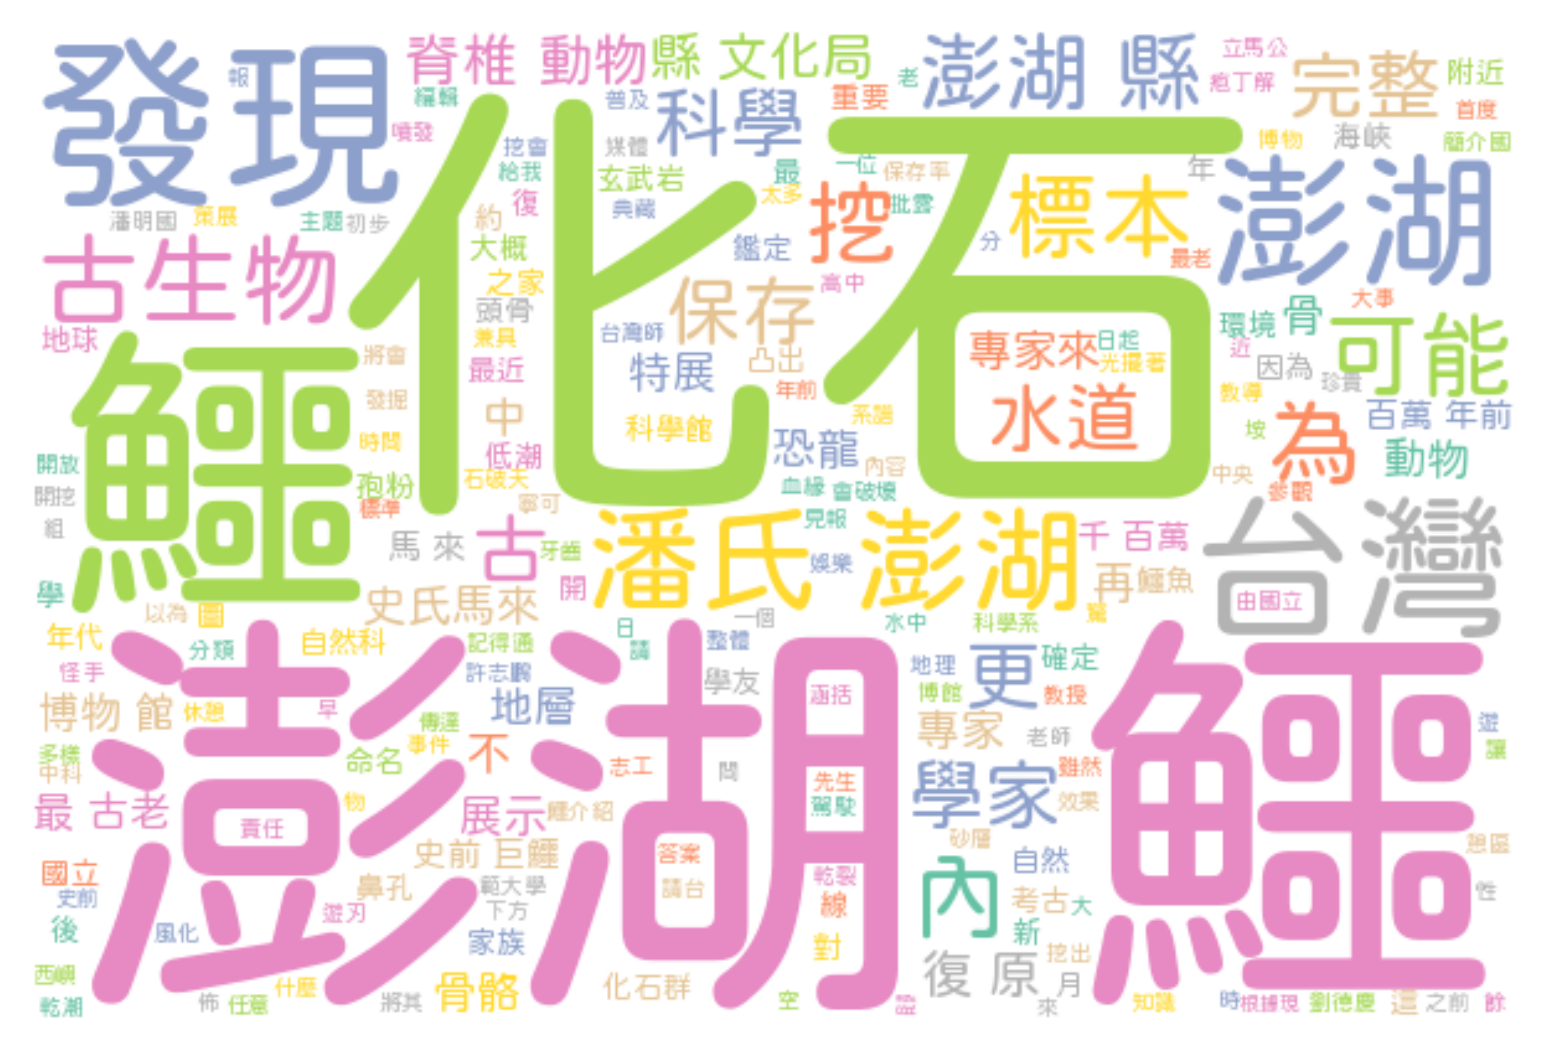 發現
報
脊椎 動物
縣 文化局
澎湖 縣
立馬公
完整
附近
編輯
噴發
普及
科學
重要
老
庖丁解
首度
挖會
媒體
博物
海峽
簡介國
化石
給我
玄武岩
最
一位
保存率
年
澎湖
潘明國
策展
主題
初步
約
復
典藏
太多
挖
批露
標本
分
最老
古生物
大概
鑑定
之家
頭骨
保存
高中
大事
地球
兼具
台灣師
專家來
日起
環境
骨
可能
鱷
將會
最近
特展
凸出
光擺著
近
因為
珍貴
發掘
中
科學館
年前
系譜
水道
教導
百萬 年前
時間
低潮
恐龍
內容
埃
為
動物
開放
孢粉
石破天
血緣
會破壞
中央
參觀
開挖
標準
寧可
組
馬 來
古
牙齒
潘氏 澎湖
見報
娛樂
千 百萬
台灣
學
以為
圖
史氏馬來
開
再
鱷魚
由國立
年代
分類
自然科
記得通
日
請
一個
整體
水中
科學系
澎湖鱷
怪手
許志鵬
學友
地理
更
確定
博物 館
休憩
早
傳達
地層
涵括
博館
教授
專家
老師
遊
讓
多樣
中科
命名
事件
不
志工
問
先生
駕駛
學家
雖然
效果
最 古老
責任
物
展示
鱷介紹
史前 巨鱷
答案
請台
砂層
自然
憩區
國立
史前
鼻孔
範大學
下方
乾裂
線
內
考古
大
性
後
風化
遊刃
家族
對
新
挖出
西嶼
乾潮
佈
任意
什麼
將其
骨骼
化石群
空
復 原
月
來
知識
時
根據現
劉德慶
這
之前
餘